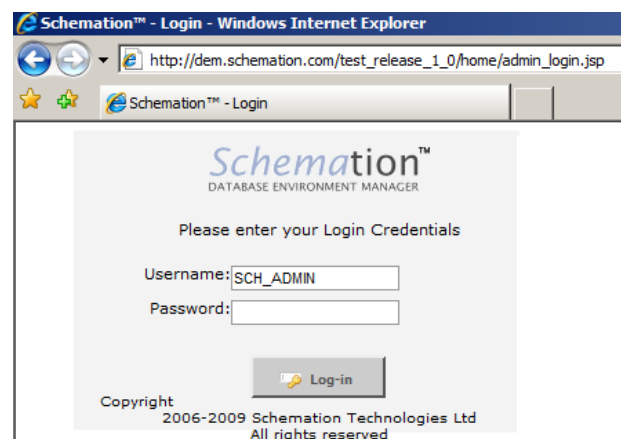 Schemation™ - Login - Windows Internet Explorer
http://dem.schemation.com/test_release_1_0/home/admin_login.jsp
Schemation™ - Login
Schemation™
DATABASE ENVIRONMENT MANAGER
Please enter your Login Credentials
Username: SCH_ADMIN
Password:
Log-in
Copyright
2006-2009 Schemation Technologies Ltd
All rights reserved